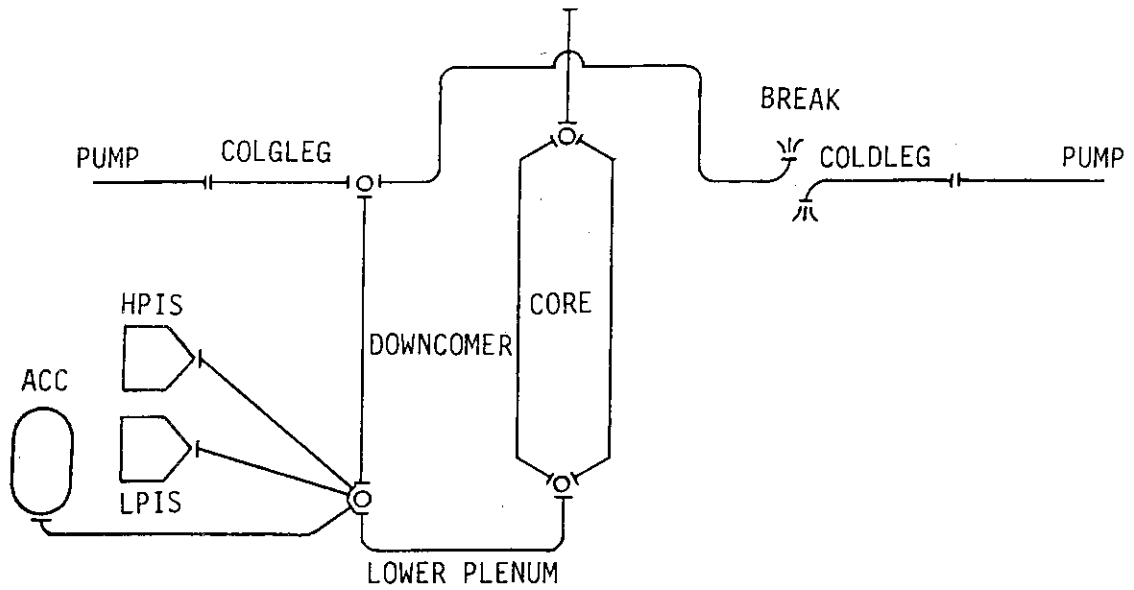 BREAK
PUMP
COLGLEG
COLDLEG
PUMP
HPIS
CORE
DOWNCOMER
ACC
LPIS
LOWER PLENUM